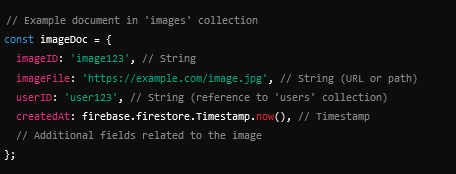 // Example document in 'images' collection
const imageDoc = {
  imageID: 'image123', // String
  imageFile: 'https://example.com/image.jpg', // String (URL or path)
  userID: 'user123', // String (reference to 'users' collection)
  createdAt: firebase.firestore.Timestamp.now(), // Timestamp
  // Additional fields related to the image
};